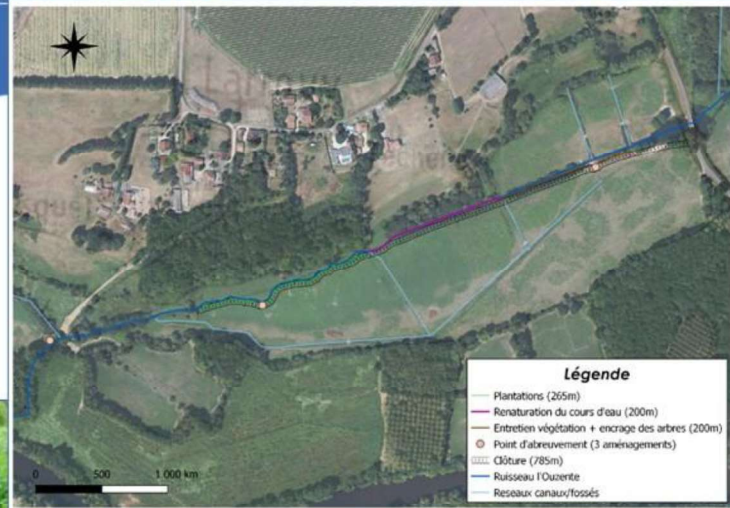 Légende
Plantations (265m)
Renaturation du cours d'eau (200m)
Entretien végétation + encrage des arbres (200m)
Point d'abreuvement (3 aménagements)
Clôture (785m)
Ruisseau l'Ouzente
Reseaux canaux/fossés
0 500 1 000 km